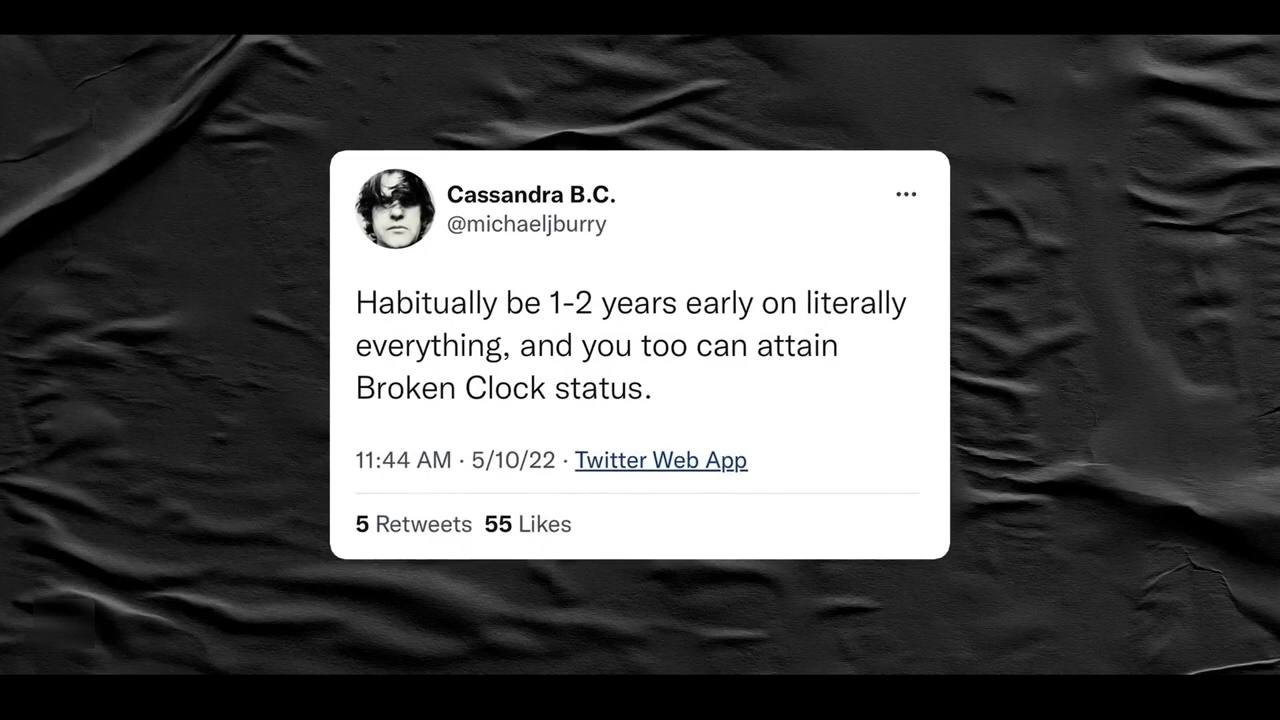 Cassandra B.C.
@michaeljburry
Habitually be 1-2 years early on literally
everything, and you too can attain
Broken Clock status.
11:44 AM · 5/10/22 · Twitter Web App
5 Retweets 55 Likes